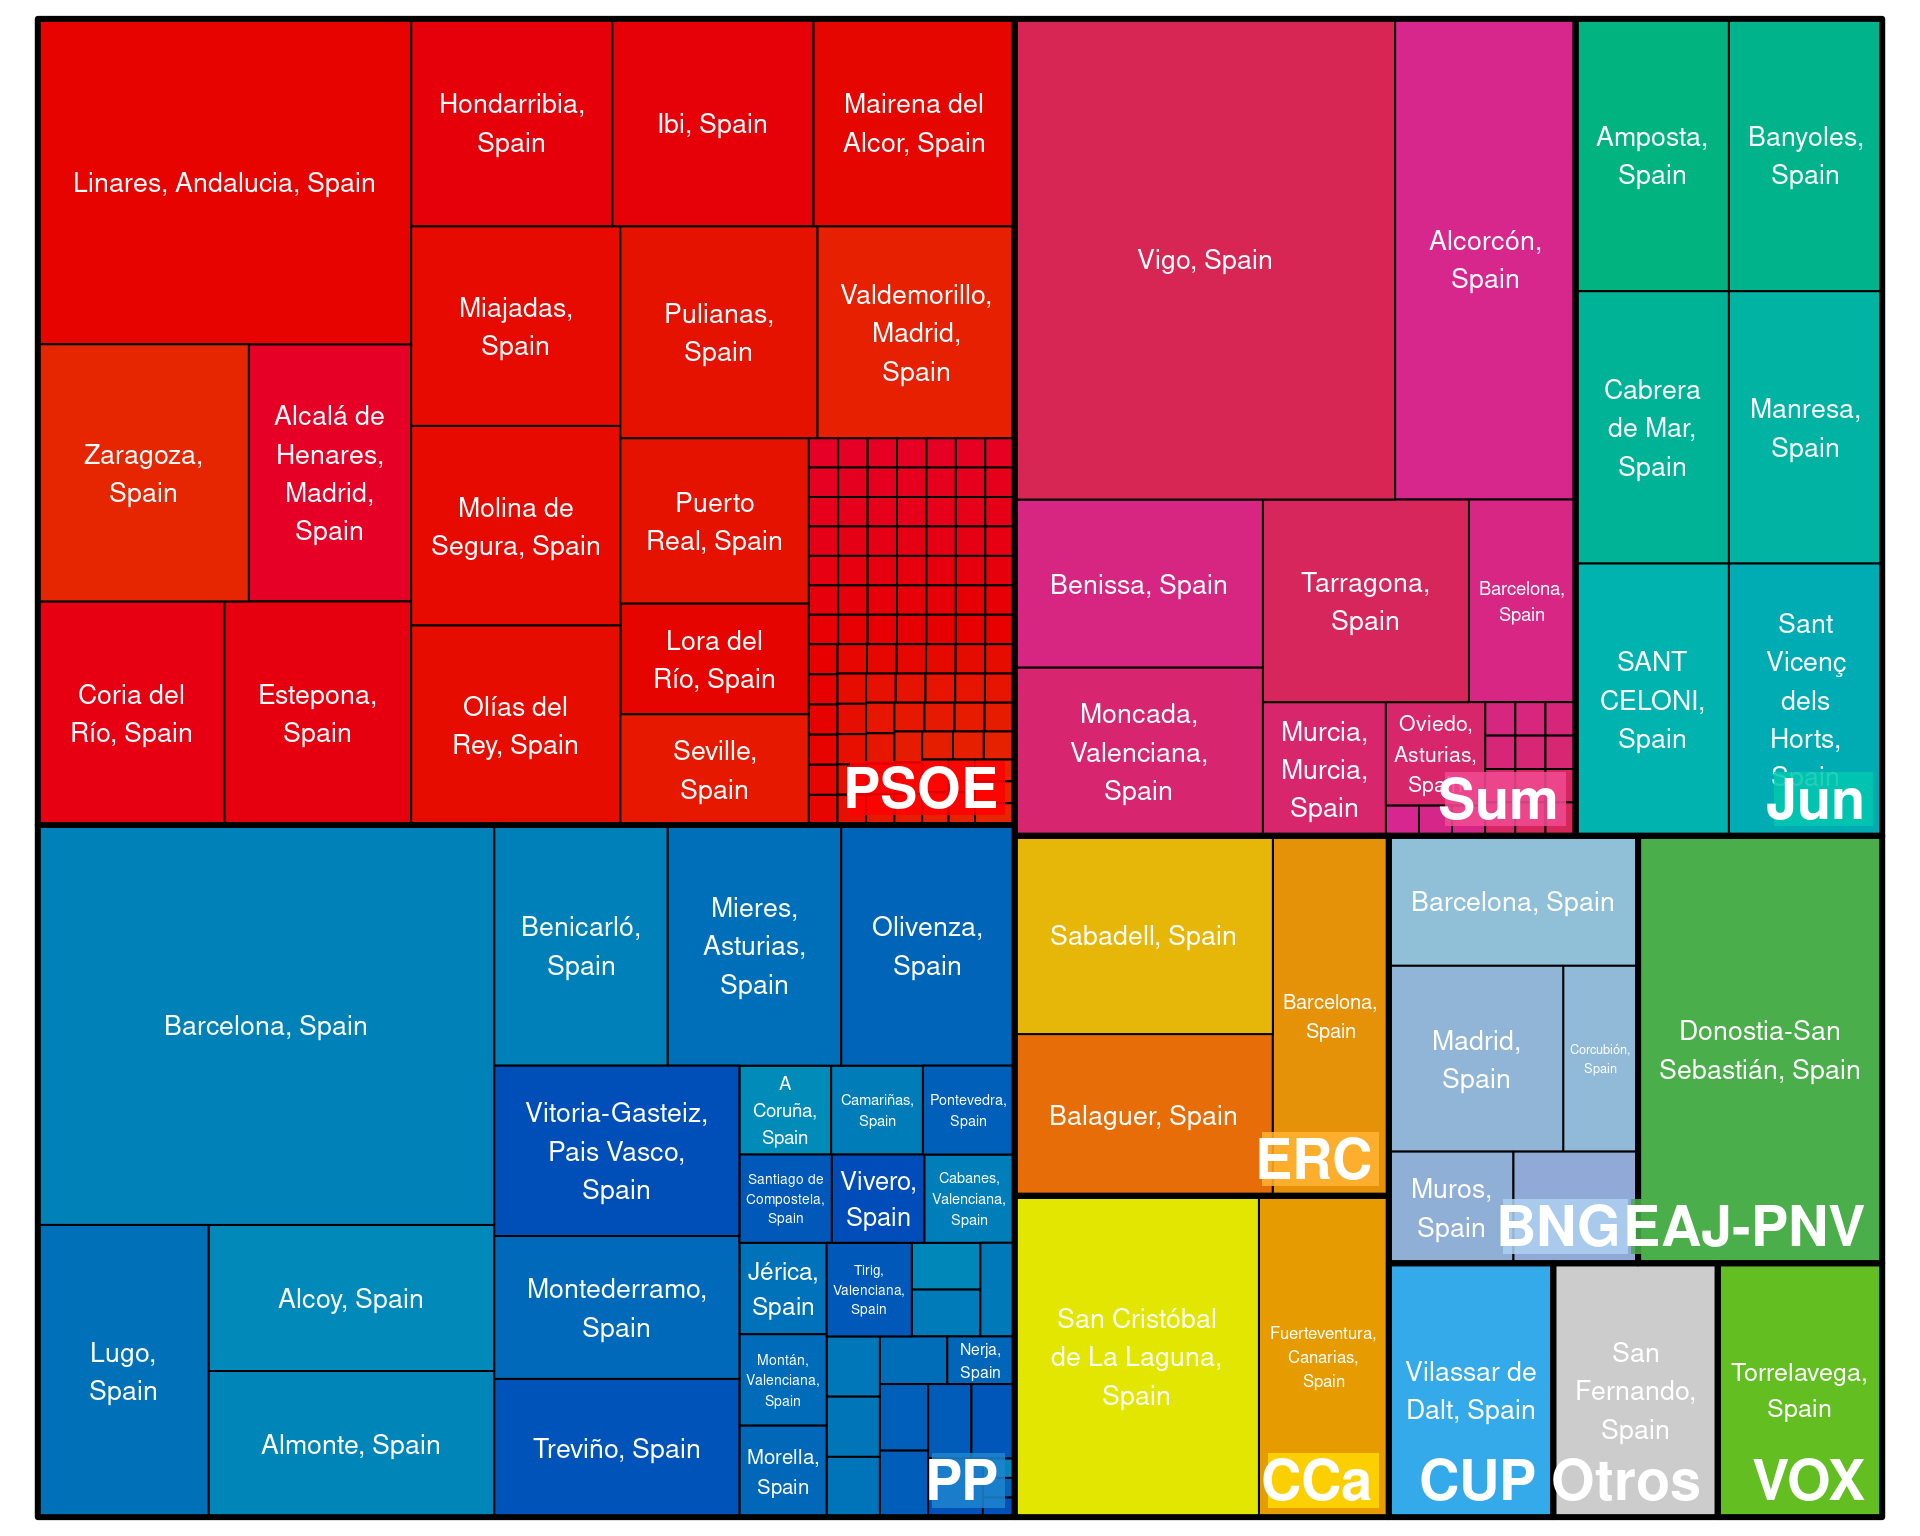 Linares, Andalucia, Spain
Hondarribia,
Spain
Ibi, Spain
Mairena del
Alcor, Spain
Miajadas,
Spain
Pulianas,
Spain
Valdemorillo,
Madrid,
Spain
Zaragoza,
Spain
Alcalá de
Henares,
Madrid,
Spain
Molina de
Segura, Spain
Puerto
Real, Spain
Coria del
Río, Spain
Estepona,
Spain
Olías del
Rey, Spain
Lora del
Río, Spain
Seville,
Spain
PSOE
Vigo, Spain
Alcorcón,
Spain
Benissa, Spain
Tarragona,
Spain
Barcelona,
Spain
Moncada,
Valenciana,
Spain
Murcia,
Murcia,
Spain
Oviedo,
Asturias,
Spain
Sum
Amposta,
Spain
Banyoles,
Spain
Cabrera
de Mar,
Spain
Manresa,
Spain
SANT
CELONI,
Spain
Sant
Vicenç
dels
Horts,
Spain
Jun
Barcelona, Spain
Benicarló,
Spain
Mieres,
Asturias,
Spain
Olivenza,
Spain
Vitoria-Gasteiz,
Pais Vasco,
Spain
A
Coruña,
Spain
Camariñas,
Spain
Pontevedra,
Spain
Santiago de
Compostela,
Spain
Vivero,
Spain
Cabanes,
Valenciana,
Spain
Lugo,
Spain
Alcoy, Spain
Almonte, Spain
Montederramo,
Spain
Treviño, Spain
Jérica,
Spain
Tirig,
Valenciana,
Spain
Montán,
Valenciana,
Spain
Nerja,
Spain
Morella,
Spain
PP
Sabadell, Spain
Barcelona,
Spain
Balaguer, Spain
ERC
Barcelona, Spain
Madrid,
Spain
Corcubión,
Spain
Muros,
Spain
BNG
Donostia-San
Sebastián, Spain
EAJ-PNV
San Cristóbal
de La Laguna,
Spain
Fuerteventura,
Canarias,
Spain
CCa
Vilassar de
Dalt, Spain
CUP
San
Fernando,
Spain
Otros
Torrelavega,
Spain
VOX